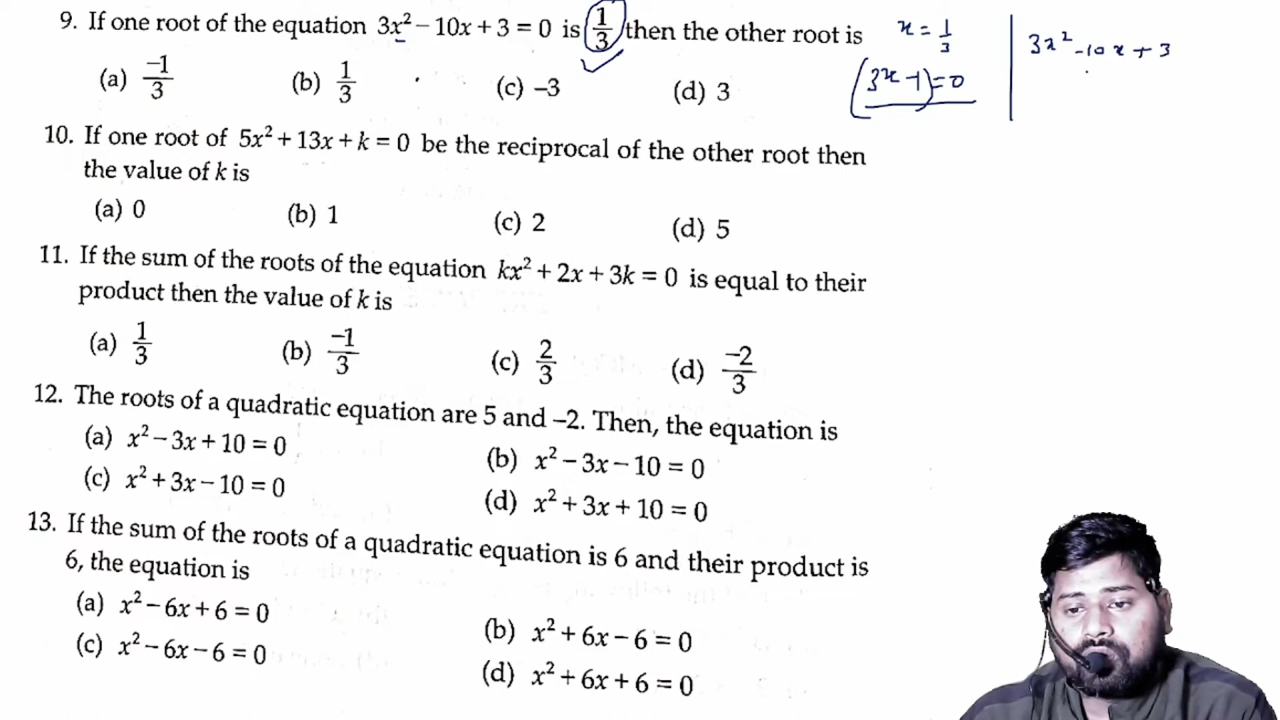 9. If one root of the equation 3x² − 10x + 3 = 0 is 1/3 then the other root is
(a) −1/3 (b) 1/3 (c) −3 (d) 3
x = 1/3
(3x − 1) = 0
3x² − 10x + 3
10. If one root of 5x² + 13x + k = 0 be the reciprocal of the other root then
the value of k is
(a) 0 (b) 1 (c) 2 (d) 5
11. If the sum of the roots of the equation kx² + 2x + 3k = 0 is equal to their
product then the value of k is
(a) 1/3 (b) −1/3 (c) 2/3 (d) −2/3
12. The roots of a quadratic equation are 5 and −2. Then, the equation is
(a) x² − 3x + 10 = 0 (b) x² − 3x − 10 = 0
(c) x² + 3x − 10 = 0 (d) x² + 3x + 10 = 0
13. If the sum of the roots of a quadratic equation is 6 and their product is
6, the equation is
(a) x² − 6x + 6 = 0 (b) x² + 6x − 6 = 0
(c) x² − 6x − 6 = 0 (d) x² + 6x + 6 = 0